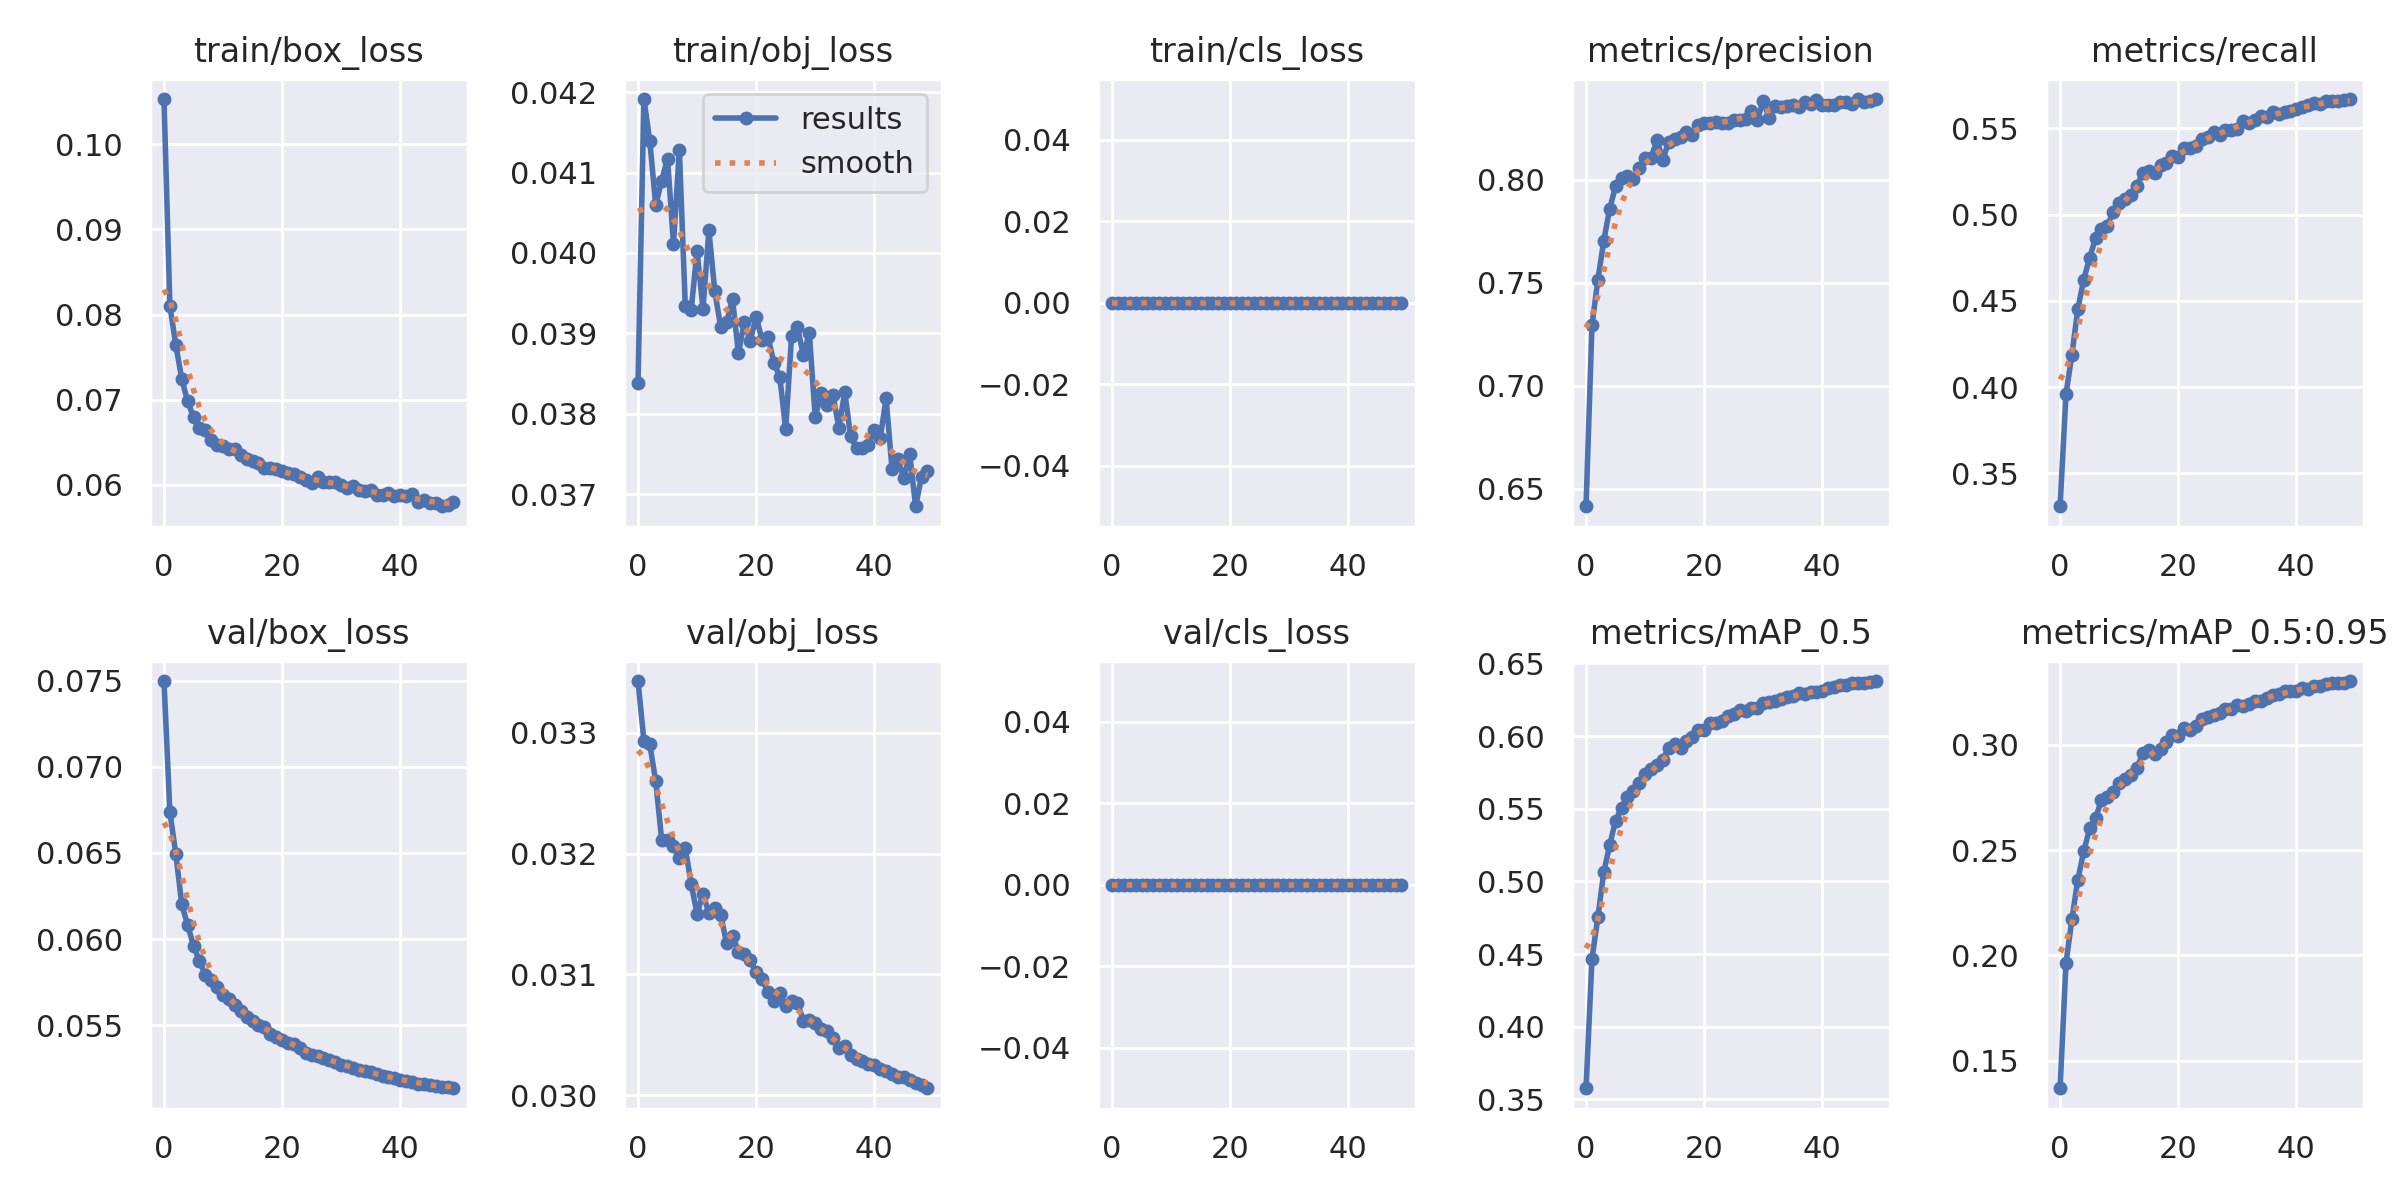 train/box_loss
0.10
0.09
0.08
0.07
0.06
0 20 40
train/obj_loss
results
smooth
0.042
0.041
0.040
0.039
0.038
0.037
0 20 40
train/cls_loss
0.04
0.02
0.00
−0.02
−0.04
0 20 40
metrics/precision
0.80
0.75
0.70
0.65
0 20 40
metrics/recall
0.55
0.50
0.45
0.40
0.35
0 20 40
val/box_loss
0.075
0.070
0.065
0.060
0.055
0 20 40
val/obj_loss
0.033
0.032
0.031
0.030
0 20 40
val/cls_loss
0.04
0.02
0.00
−0.02
−0.04
0 20 40
metrics/mAP_0.5
0.65
0.60
0.55
0.50
0.45
0.40
0.35
0 20 40
metrics/mAP_0.5:0.95
0.30
0.25
0.20
0.15
0 20 40